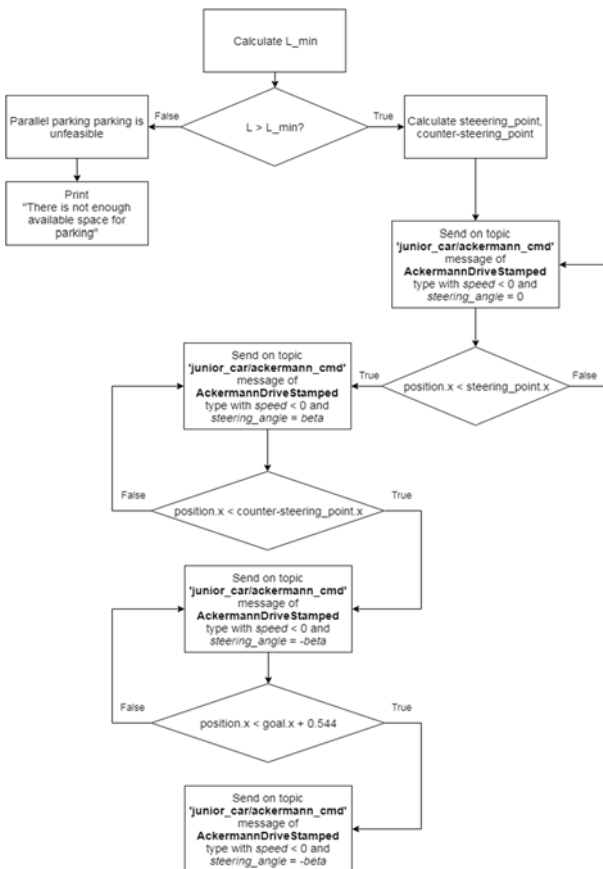 Calculate L_min
False
True
Parallel parking parking is
unfeasible
L > L_min?
Calculate steeering_point,
counter-steering_point
Print
"There is not enough
available space for
parking"
Send on topic
'junior_car/ackermann_cmd'
message of
AckermannDriveStamped
type with speed < 0 and
steering_angle = 0
Send on topic
'junior_car/ackermann_cmd'
message of
AckermannDriveStamped
type with speed < 0 and
steering_angle = beta
True
position.x < steering_point.x
False
False
True
position.x < counter-steering_point.x
Send on topic
'junior_car/ackermann_cmd'
message of
AckermannDriveStamped
type with speed < 0 and
steering_angle = -beta
False
True
position.x < goal.x + 0.544
Send on topic
'junior_car/ackermann_cmd'
message of
AckermannDriveStamped
type with speed < 0 and
steering_angle = -beta